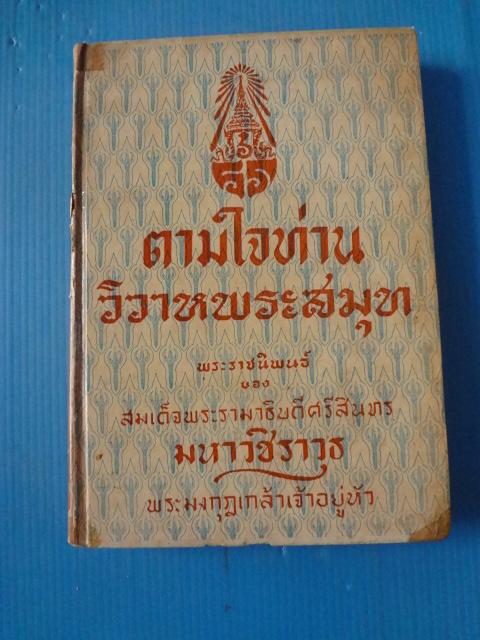 ตามใจท่าน
วิวาหพระสมุท
พระราชนิพนธ์
ของ
สมเด็จพระรามาธิบดีศรีสินทร
มหาวชิราวุธ
พระมงกุฎเกล้าเจ้าอยู่หัว